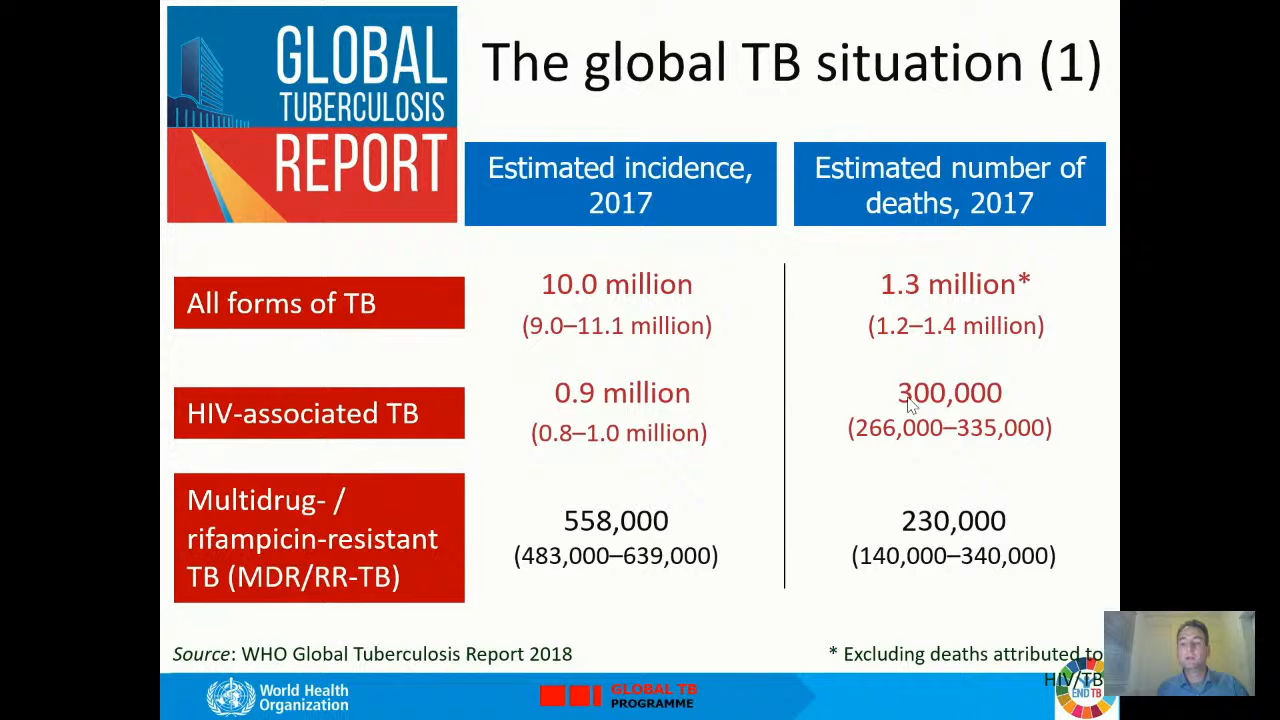 GLOBAL
TUBERCULOSIS
REPORT
The global TB situation (1)
Estimated incidence,
2017
Estimated number of
deaths, 2017
All forms of TB
10.0 million
(9.0–11.1 million)
1.3 million*
(1.2–1.4 million)
HIV-associated TB
0.9 million
(0.8–1.0 million)
300,000
(266,000–335,000)
Multidrug- /
rifampicin-resistant
TB (MDR/RR-TB)
558,000
(483,000–639,000)
230,000
(140,000–340,000)
Source: WHO Global Tuberculosis Report 2018
* Excluding deaths attributed to
HIV/TB
World Health
Organization
GLOBAL TB
PROGRAMME
END TB